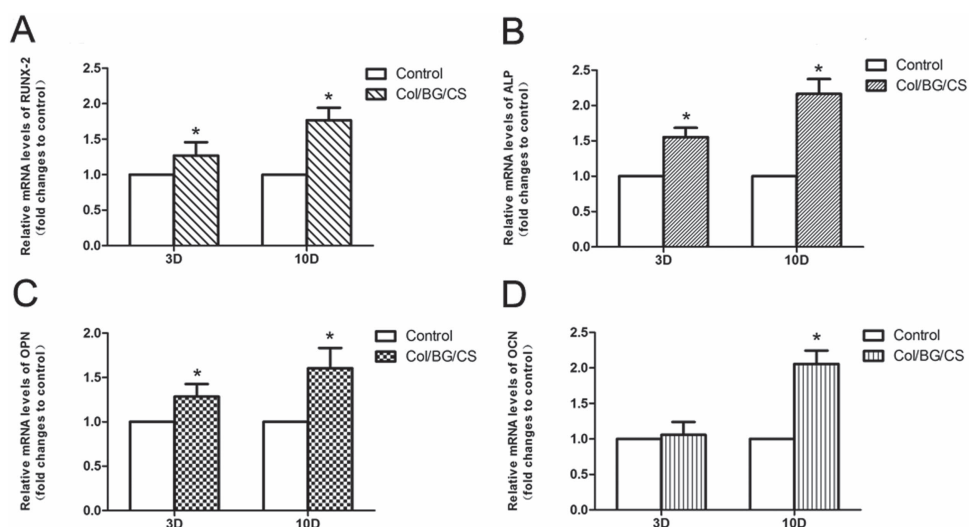 A
Relative mRNA levels of RUNX-2
(fold changes to control)
2.5
2.0
1.5
1.0
0.5
0.0
*
*
3D
10D
Control
Col/BG/CS
B
Relative mRNA levels of ALP
(fold changes to control)
2.5
2.0
1.5
1.0
0.5
0.0
*
*
3D
10D
Control
Col/BG/CS
C
Relative mRNA levels of OPN
(fold changes to control)
2.0
1.5
1.0
0.5
0.0
*
*
3D
10D
Control
Col/BG/CS
D
Relative mRNA levels of OCN
(fold changes to control)
2.5
2.0
1.5
1.0
0.5
0.0
*
3D
10D
Control
Col/BG/CS